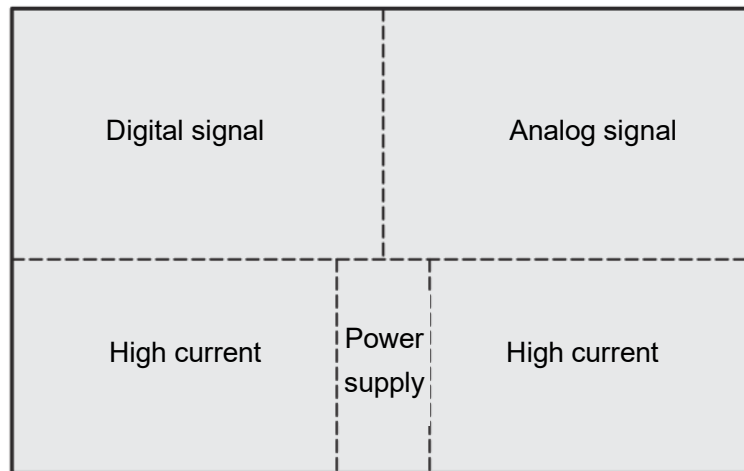 Digital signal
Analog signal
High current
Power
supply
High current